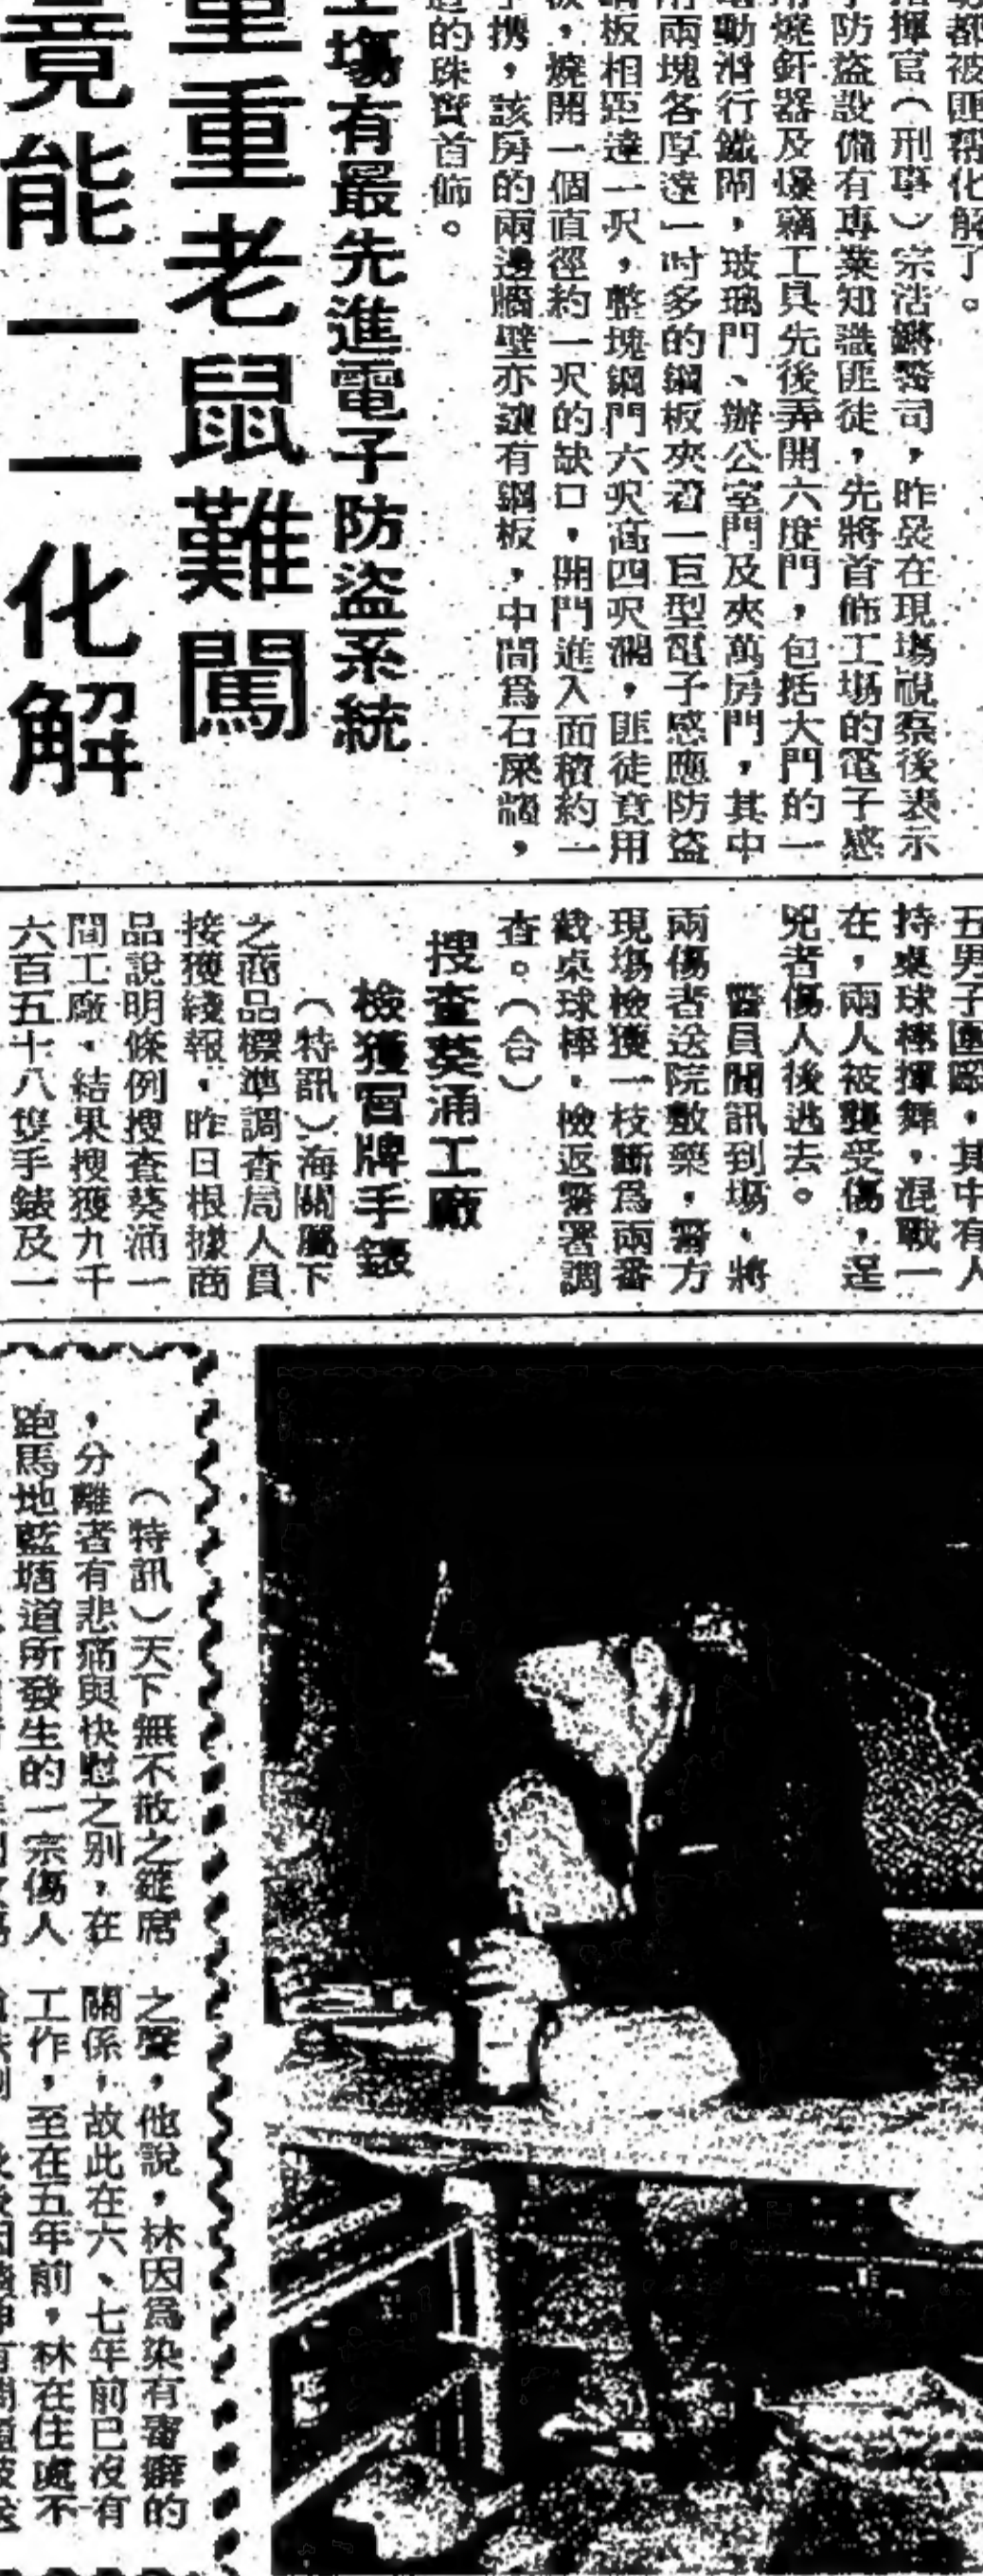 場都被匪幫化解了。
指揮官（刑事）宗浩鏘警司，昨晨在現場視察後表示
防盜設備有專業知識匪徒，先將首飾工場的電子感
燒釬器及爆竊工具先後弄開六度門，包括大門的一
電動滑行鐵閘，玻璃門、辦公室門及夾萬房門，其中
兩塊各厚達一吋多的鋼板夾着一巨型電子感應防盜
鋼板相距達一呎，整塊鋼門六呎高四呎濶，匪徒竟用
，燒開一個直徑約一呎的缺口，開門進入面積約一
携，該房的兩邊牆壁亦設有鋼板，中間為石屎牆，
的珠寶首飾。
工場有最先進電子防盜系統
重重老鼠難闖
竟能一一化解
五男子圍毆，其中有人
持桌球棒揮舞，混戰一
在，兩人被襲受傷，逞
兇者傷人後逃去。
警員聞訊到場，將
兩傷者送院敷藥，警方
現場檢獲一枝斷為兩番
截桌球棒，檢返警署調
查。（合）
搜查葵涌工廠
檢獲冒牌手錶
（特訊）海關屬下
之商品標準調查局人員
接獲綫報，昨日根據商
品說明條例搜查葵涌一
間工廠，結果搜獲九千
六百五十八隻手錶及一
（特訊）天下無不散之筵席
，分離者有悲痛與快慰之別，在
跑馬地藍塘道所發生的一宗傷人
之聲，他說，林因為染有毒癖的
關係，故此在六、七年前已沒有
工作，至在五年前，林在住處不